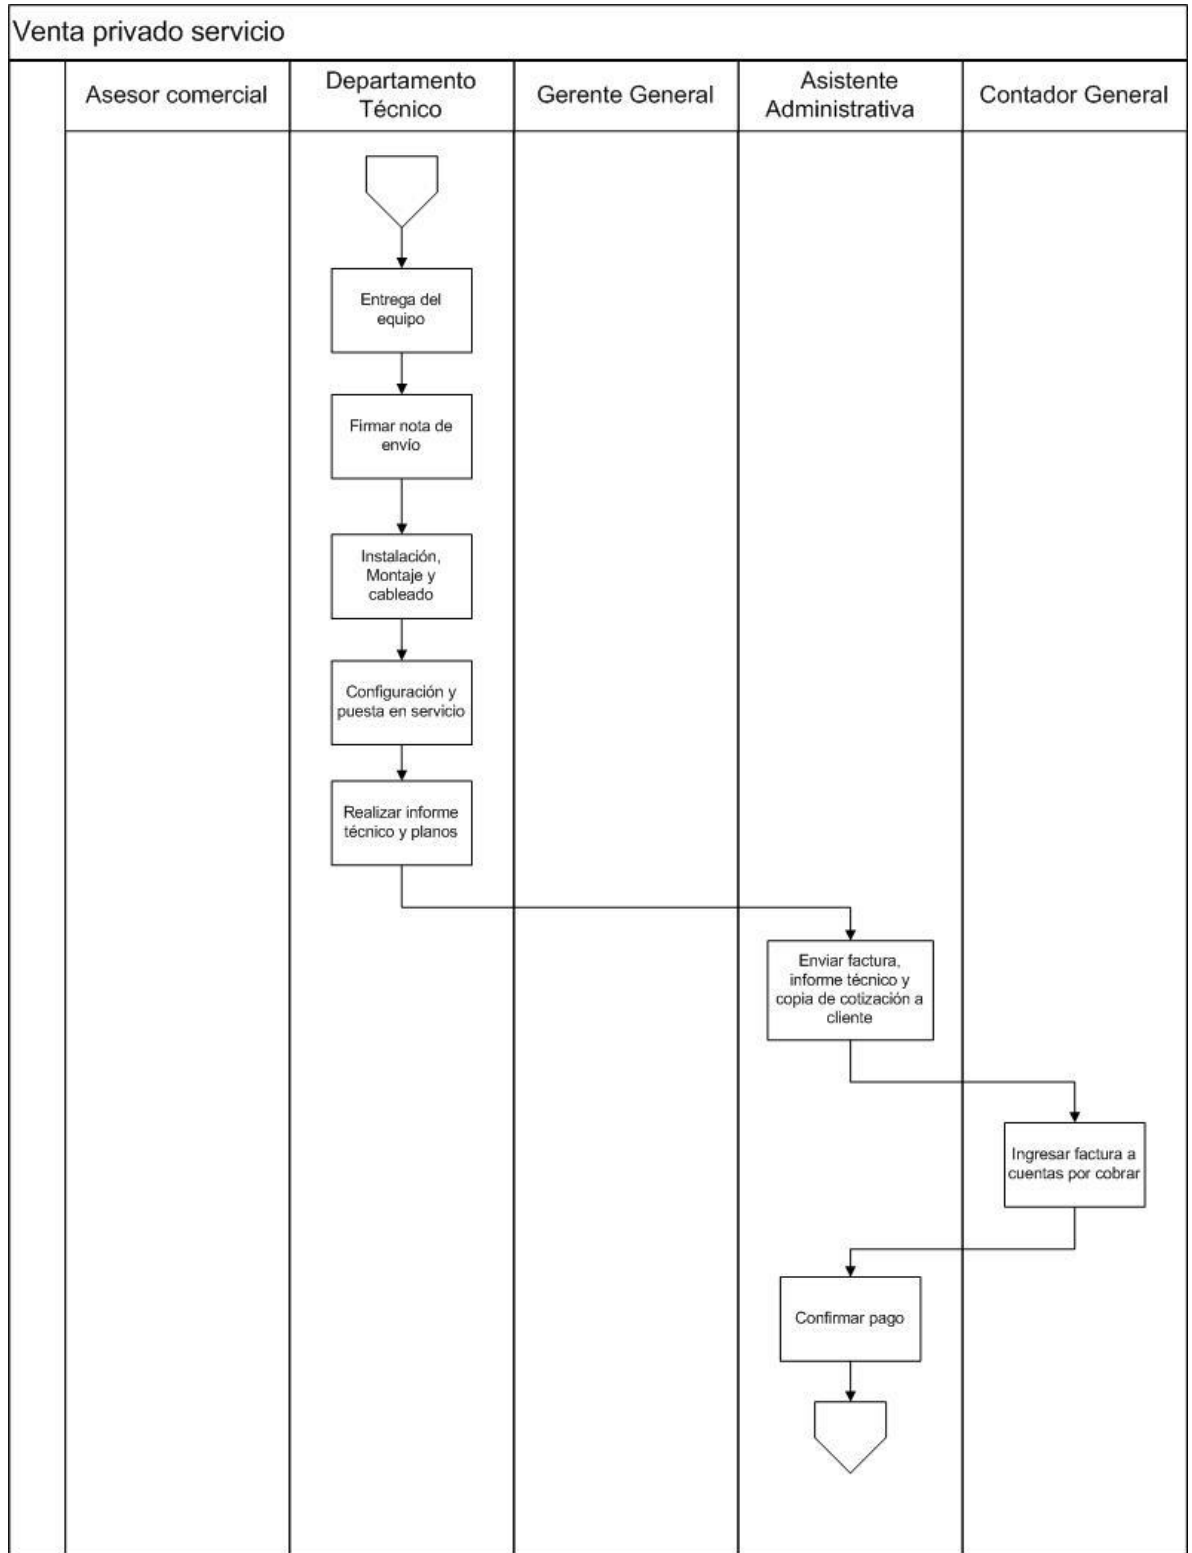 Venta privado servicio
Asesor comercial
Departamento
Técnico
Gerente General
Asistente
Administrativa
Contador General
Entrega del
equipo
Firmar nota de
envío
Instalación,
Montaje y
cableado
Configuración y
puesta en servicio
Realizar informe
técnico y planos
Enviar factura,
informe técnico y
copia de cotización a
cliente
Ingresar factura a
cuentas por cobrar
Confirmar pago